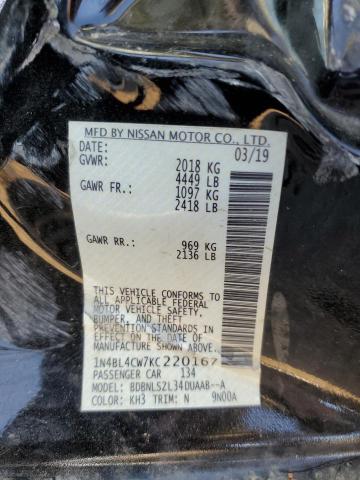 MFD BY NISSAN MOTOR CO., LTD.
DATE: 03/19
GVWR: 2018 KG
4449 LB
GAWR FR.: 1097 KG
2418 LB
GAWR RR.: 969 KG
2136 LB
THIS VEHICLE CONFORMS TO
ALL APPLICABLE FEDERAL
MOTOR VEHICLE SAFETY,
BUMPER, AND THEFT
PREVENTION STANDARDS IN
EFFECT ON THE DATE OF
MANUFACTURE SHOWN ABOVE.
1N4BL4CW7KC220167
PASSENGER CAR 134
MODEL: BDBNLSZL34DUAAB--A
COLOR: KH3 TRIM: N 9N00A